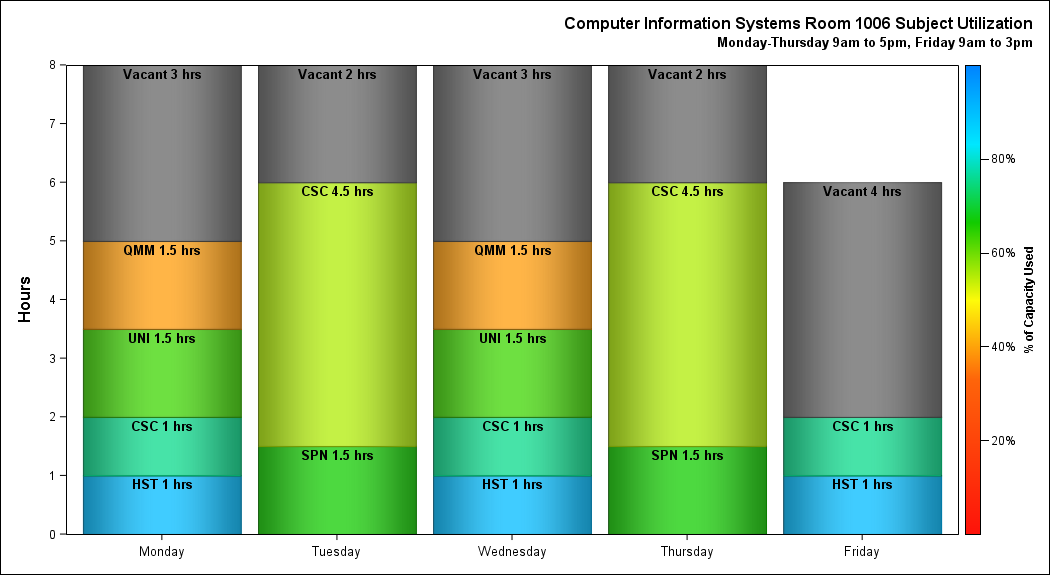 Computer Information Systems Room 1006 Subject Utilization
Monday-Thursday 9am to 5pm, Friday 9am to 3pm
Hours
8
7
6
5
4
3
2
1
0
Vacant 3 hrs
QMM 1.5 hrs
UNI 1.5 hrs
CSC 1 hrs
HST 1 hrs
Monday
Vacant 2 hrs
CSC 4.5 hrs
SPN 1.5 hrs
Tuesday
Vacant 3 hrs
QMM 1.5 hrs
UNI 1.5 hrs
CSC 1 hrs
HST 1 hrs
Wednesday
Vacant 2 hrs
CSC 4.5 hrs
SPN 1.5 hrs
Thursday
Vacant 4 hrs
CSC 1 hrs
HST 1 hrs
Friday
80%
60%
40%
20%
% of Capacity Used